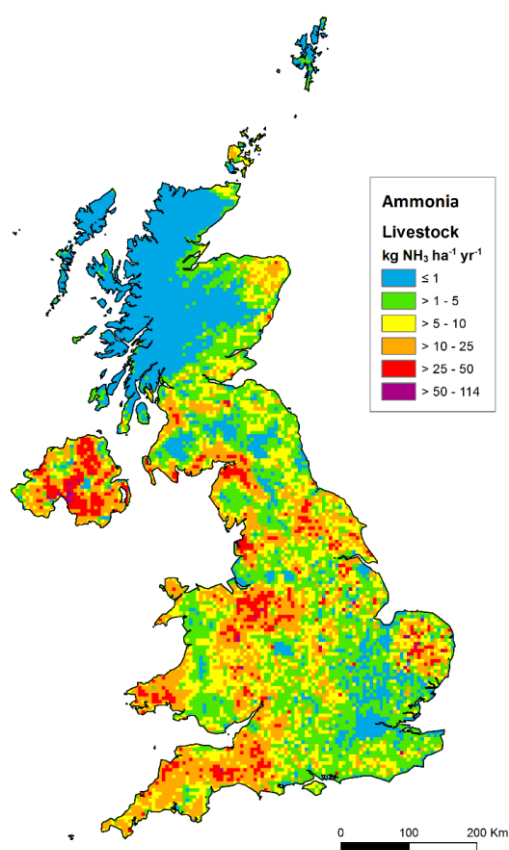 Ammonia
Livestock
kg NH₃ ha⁻¹ yr⁻¹
≤ 1
> 1 - 5
> 5 - 10
> 10 - 25
> 25 - 50
> 50 - 114
0 100 200 Km